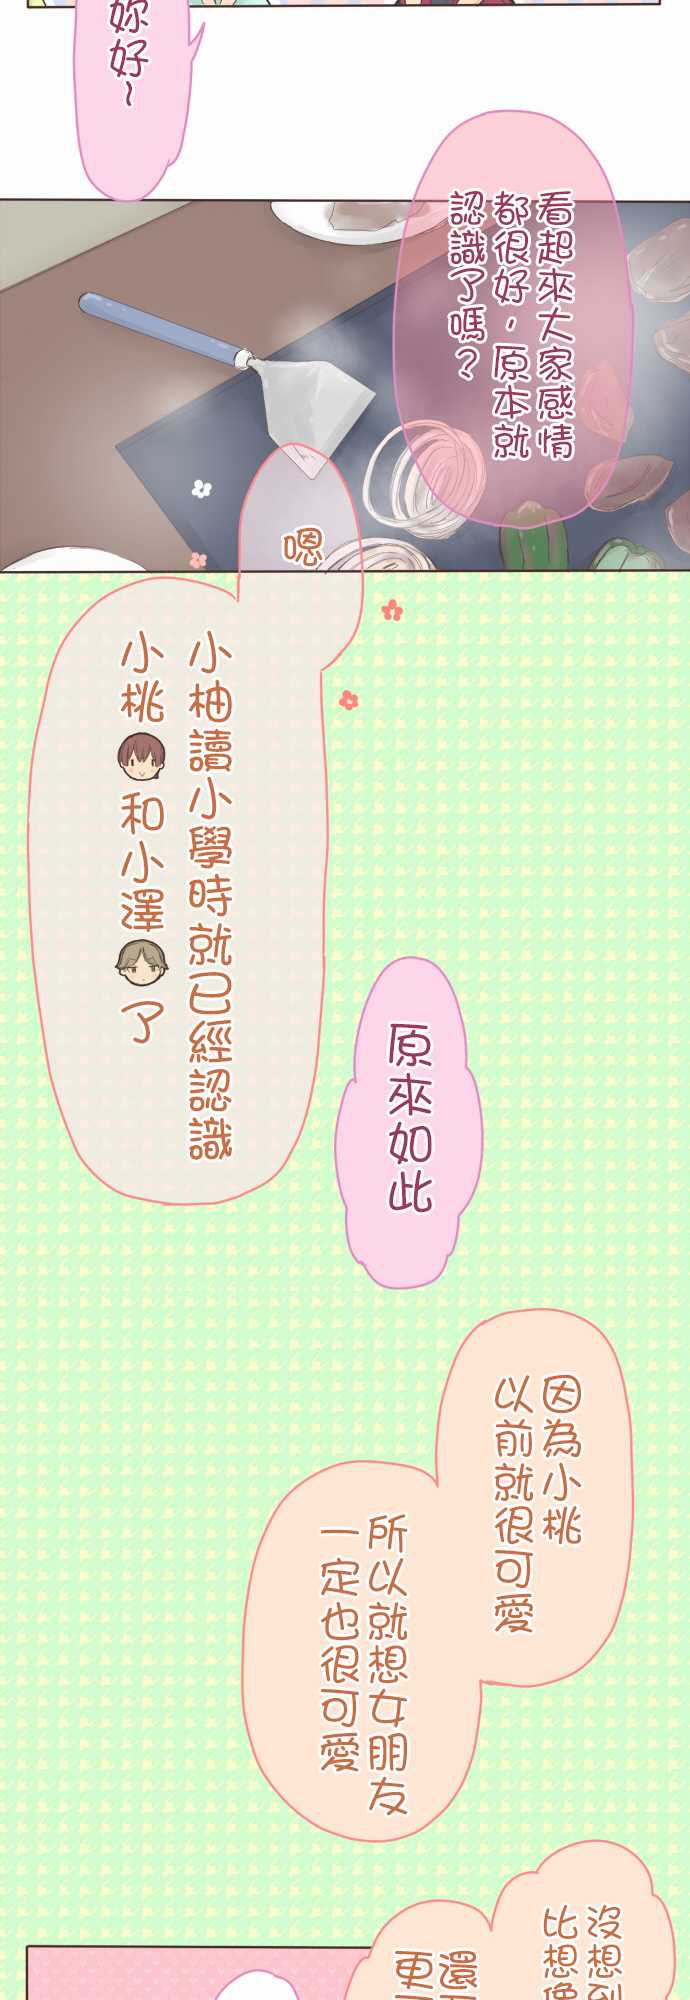 妳好~
看起來大家感情
都很好，原本就
認識了嗎？
嗯
小柚讀小學時就已經認識
小桃和小澤了
原來如此
因為小桃
以前就很可愛
所以就想女朋友
一定也很可愛
沒想到
比想像
還
更